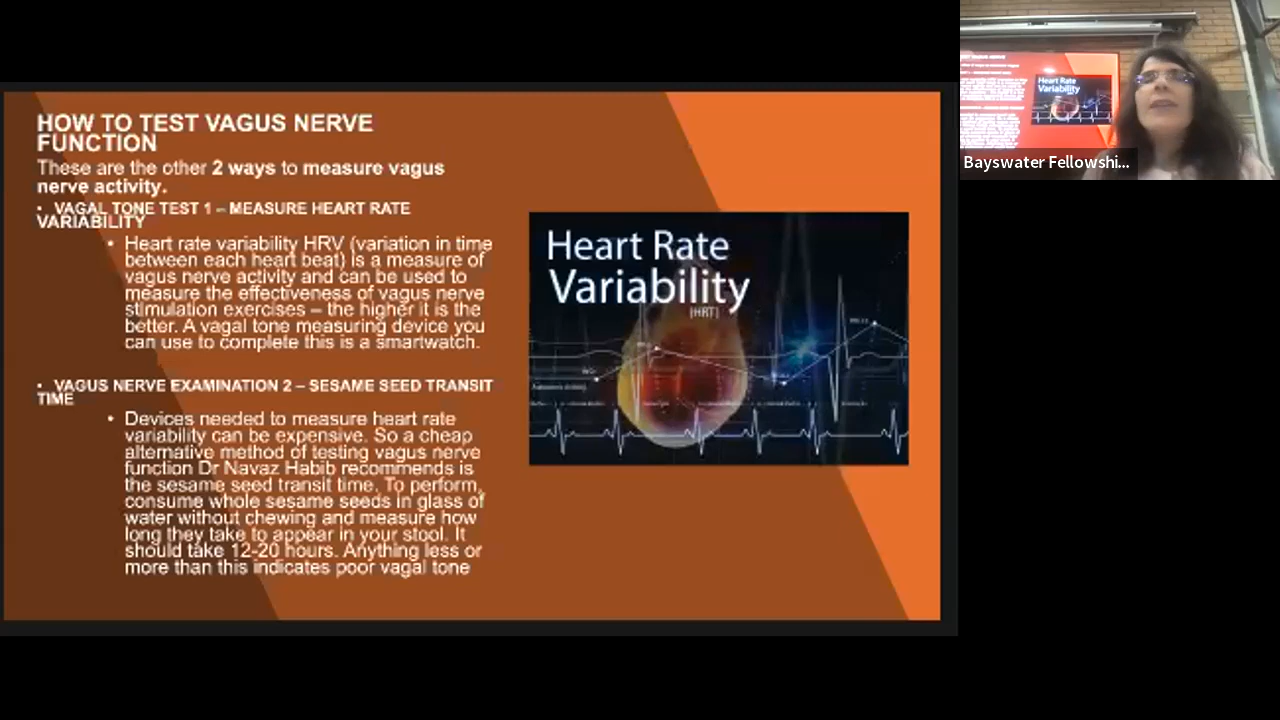 HOW TO TEST VAGUS NERVE
FUNCTION
These are the other 2 ways to measure vagus
nerve activity.
• VAGAL TONE TEST 1 – MEASURE HEART RATE
VARIABILITY
• Heart rate variability HRV (variation in time
between each heart beat) is a measure of
vagus nerve activity and can be used to
measure the effectiveness of vagus nerve
stimulation exercises – the higher it is the
better. A vagal tone measuring device you
can use to complete this is a smartwatch.
• VAGUS NERVE EXAMINATION 2 – SESAME SEED TRANSIT
TIME
• Devices needed to measure heart rate
variability can be expensive. So a cheap
alternative method of testing vagus nerve
function Dr Navaz Habib recommends is
the sesame seed transit time. To perform,
consume whole sesame seeds in glass of
water without chewing and measure how
long they take to appear in your stool. It
should take 12-20 hours. Anything less or
more than this indicates poor vagal tone
Heart Rate
Variability
(HRT)
Heart Rate
Variability
Bayswater Fellowshi...